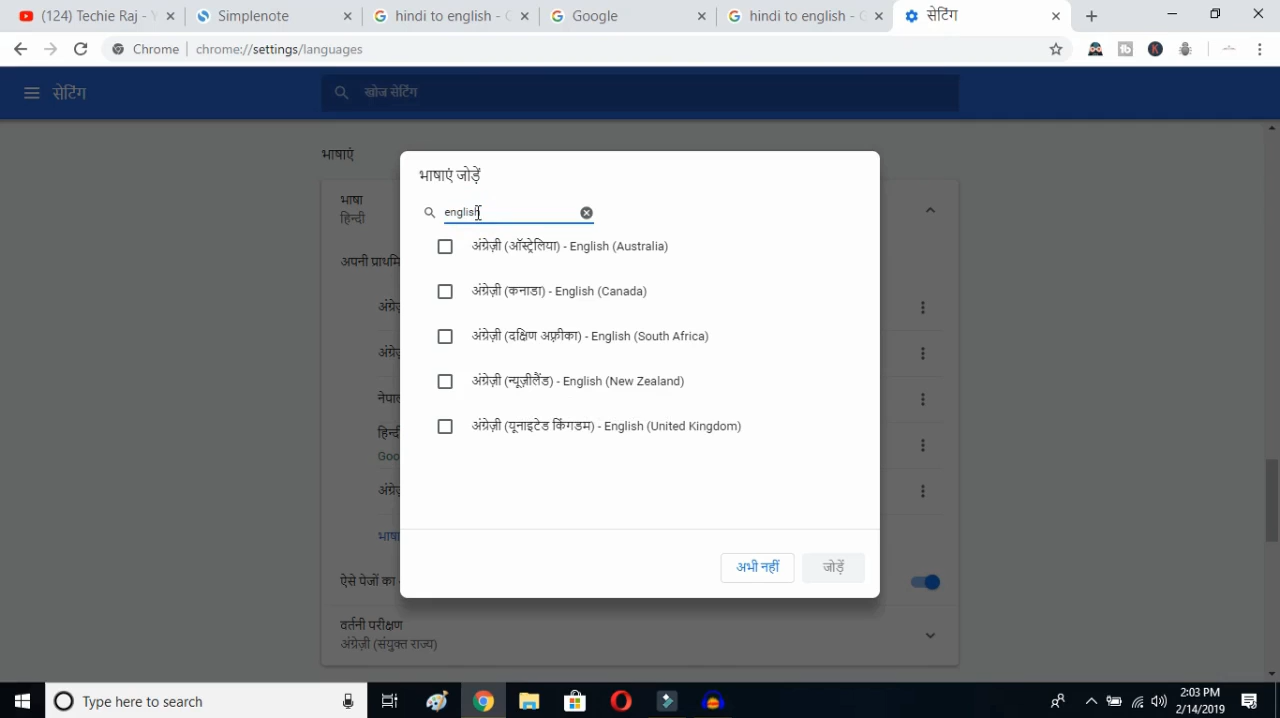 (124) Techie Raj -
Simplenote
hindi to english -
Google
hindi to english -
सेटिंग
Chrome
chrome://settings/languages
सेटिंग
खोज सेटिंग
भाषाएं
भाषा
हिन्दी
भाषाएं जोड़ें
english
अंग्रेज़ी (ऑस्ट्रेलिया) - English (Australia)
अंग्रेज़ी (कनाडा) - English (Canada)
अंग्रेज़ी (दक्षिण अफ़्रीका) - English (South Africa)
अंग्रेज़ी (न्यूज़ीलैंड) - English (New Zealand)
अंग्रेज़ी (यूनाइटेड किंगडम) - English (United Kingdom)
अभी नहीं
जोड़ें
अपनी
हिन्दी
ऐसे पेजों का
वर्तनी परीक्षण
अंग्रेज़ी (संयुक्त राज्य)
Type here to search
2:03 PM
2/14/2019